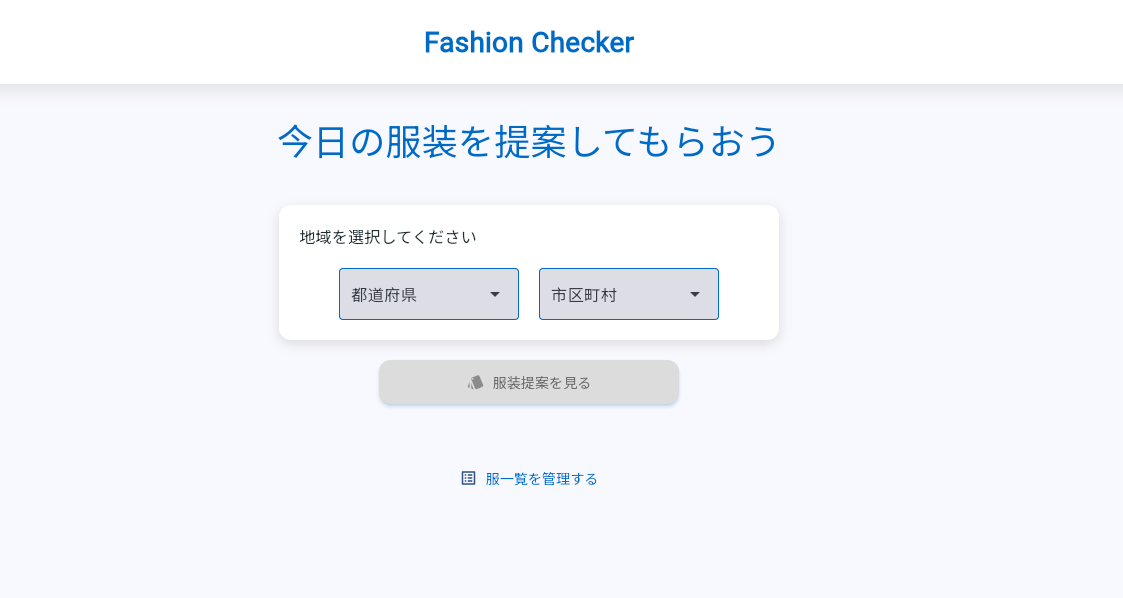 Fashion Checker
今日の服装を提案してもらおう
地域を選択してください
都道府県
市区町村
服装提案を見る
服一覧を管理する